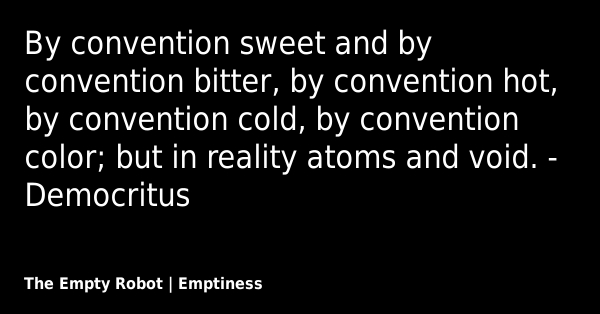 By convention sweet and by
convention bitter, by convention hot,
by convention cold, by convention
color; but in reality atoms and void. -
Democritus
The Empty Robot | Emptiness